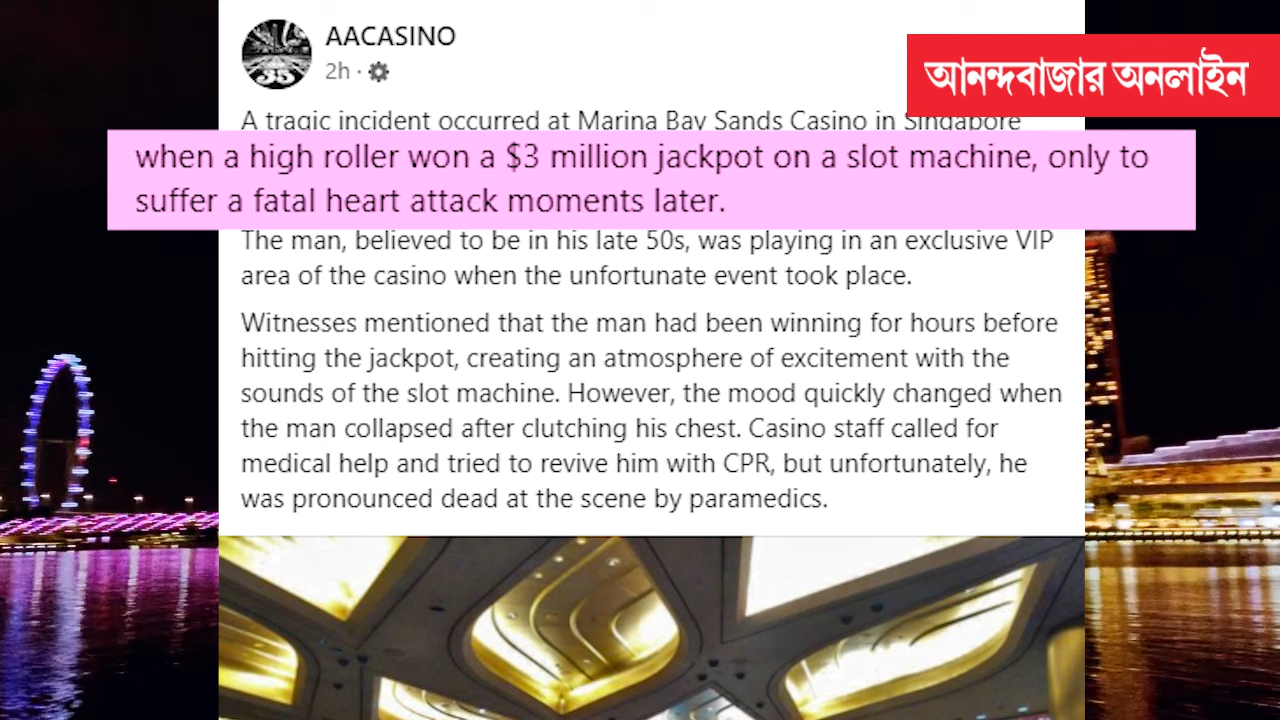 AACASINO
2h ·
আনন্দবাজার অনলাইন
A tragic incident occurred at Marina Bay Sands Casino in Singapore
when a high roller won a $3 million jackpot on a slot machine, only to
suffer a fatal heart attack moments later.
The man, believed to be in his late 50s, was playing in an exclusive VIP
area of the casino when the unfortunate event took place.
Witnesses mentioned that the man had been winning for hours before
hitting the jackpot, creating an atmosphere of excitement with the
sounds of the slot machine. However, the mood quickly changed when
the man collapsed after clutching his chest. Casino staff called for
medical help and tried to revive him with CPR, but unfortunately, he
was pronounced dead at the scene by paramedics.